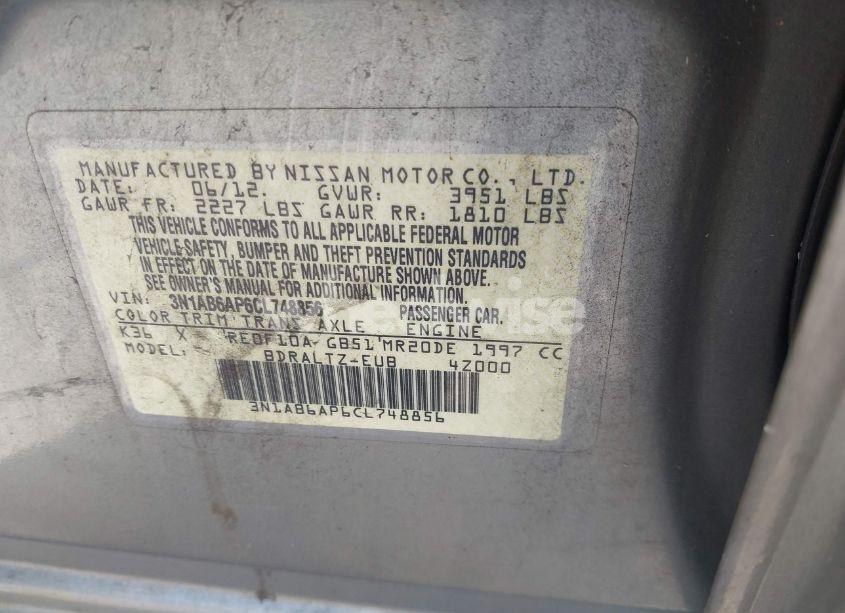 MANUFACTURED BY NISSAN MOTOR CO., LTD.
DATE: 06/12. GVWR: 3951 LBS
GAWR FR: 2227 LBS GAWR RR: 1810 LBS
THIS VEHICLE CONFORMS TO ALL APPLICABLE FEDERAL MOTOR
VEHICLE-SAFETY, BUMPER AND THEFT PREVENTION STANDARDS
IN EFFECT ON THE DATE OF MANUFACTURE SHOWN ABOVE.
SEE OWNER'S MANUAL FOR ADDITIONAL INFORMATION.
VIN: 3N1AB6AP6CL748856 PASSENGER CAR.
COLOR TRIM TRANS AXLE ENGINE
K36 X RE0F10A GB51 MR20DE 1997 CC
MODEL: BDRALTZ-EUB 4Z000
3N1AB6AP6CL748856